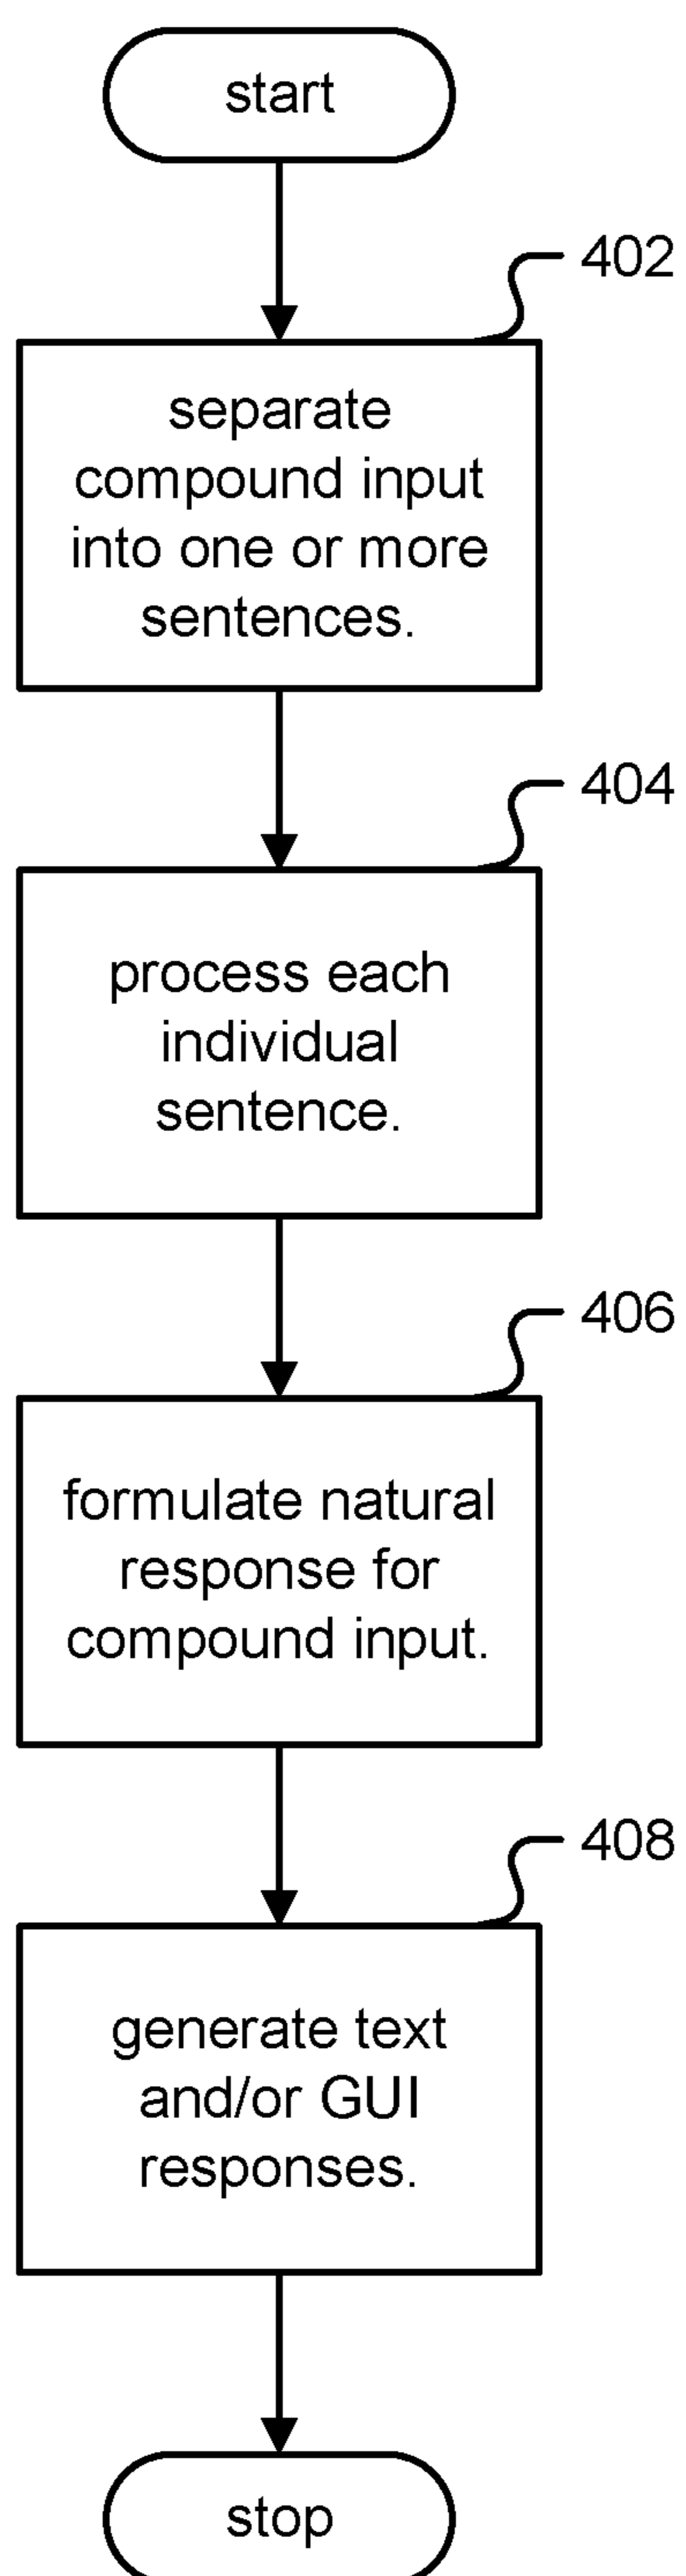 start
402
separate
compound input
into one or more
sentences.
404
process each
individual
sentence.
406
formulate natural
response for
compound input.
408
generate text
and/or GUI
responses.
stop